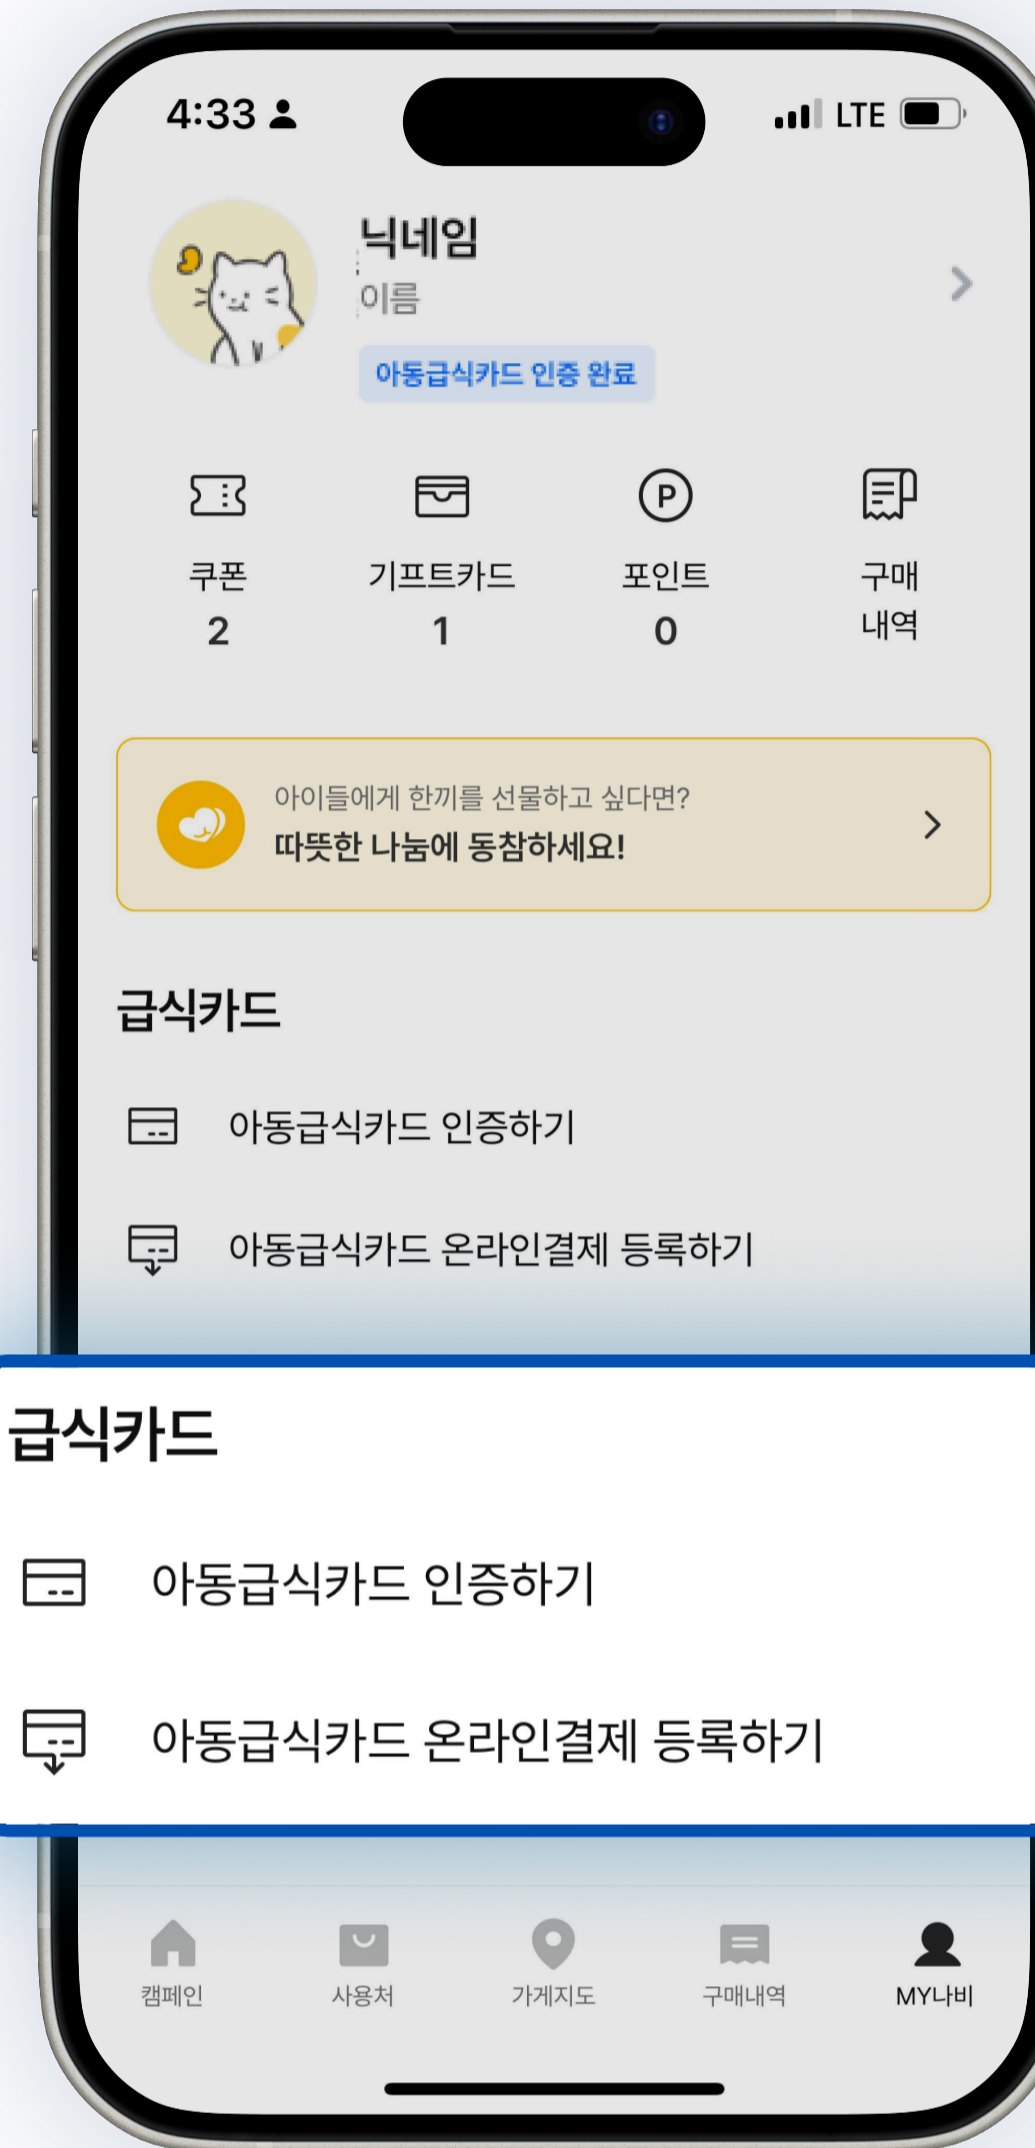 4:33
LTE
닉네임
이름
아동급식카드 인증 완료
쿠폰
2
기프트카드
1
P
포인트
0
구매
내역
아이들에게 한끼를 선물하고 싶다면?
따뜻한 나눔에 동참하세요!
급식카드
아동급식카드 인증하기
아동급식카드 온라인결제 등록하기
급식카드
아동급식카드 인증하기
아동급식카드 온라인결제 등록하기
캠페인
사용처
가게지도
구매내역
MY나비